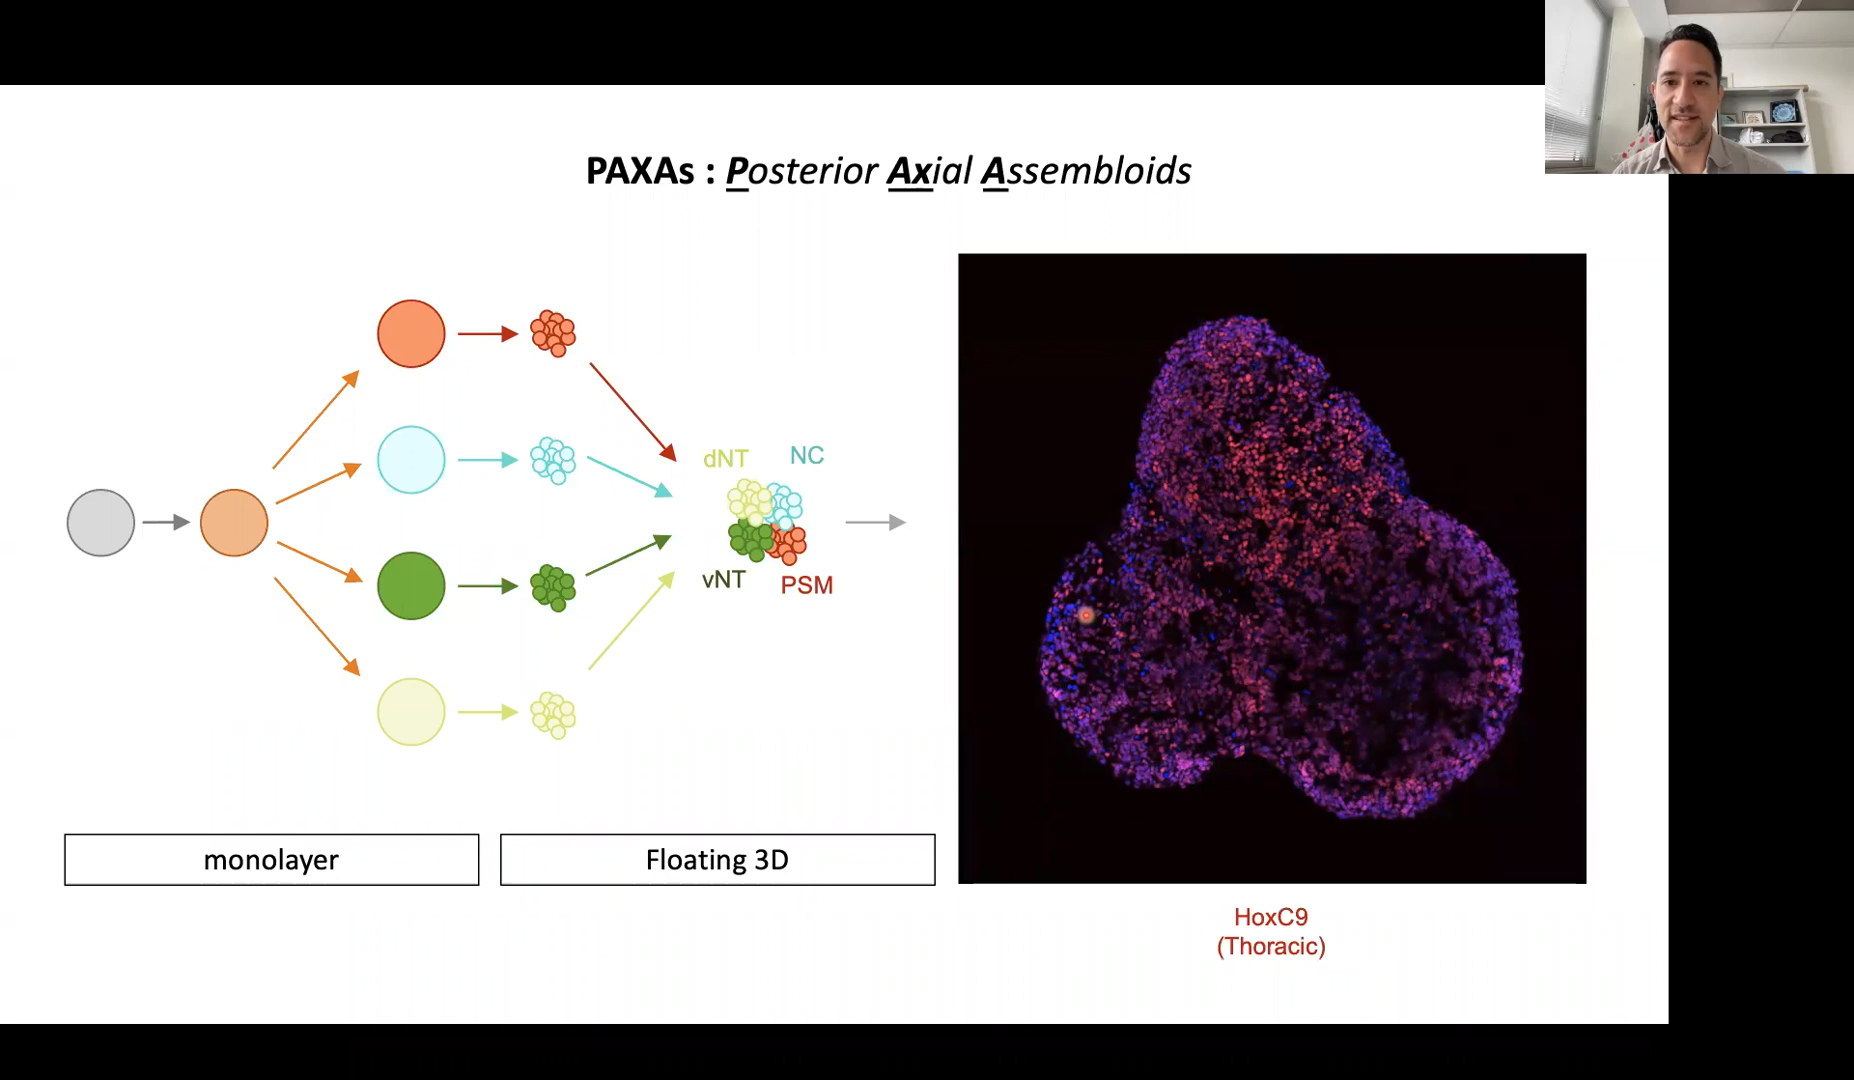 PAXAs : Posterior Axial Assembloids
dNT
NC
vNT
PSM
monolayer
Floating 3D
HoxC9
(Thoracic)